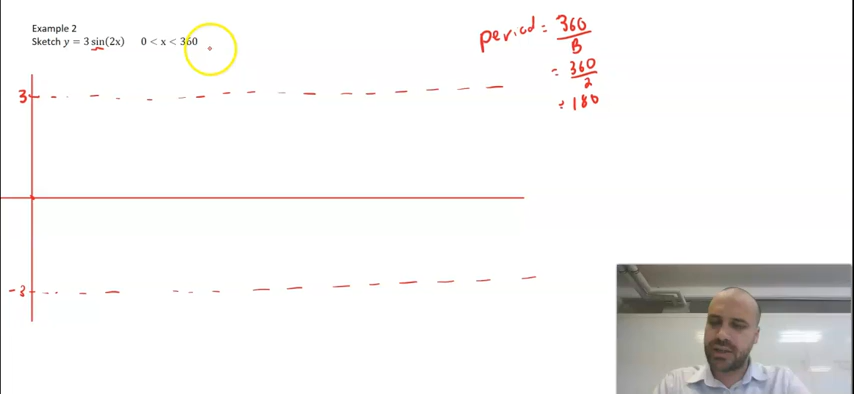 Example 2
Sketch y = 3 sin(2x) 0 < x < 360
period = 360/B
= 360/2
= 180
3
-3